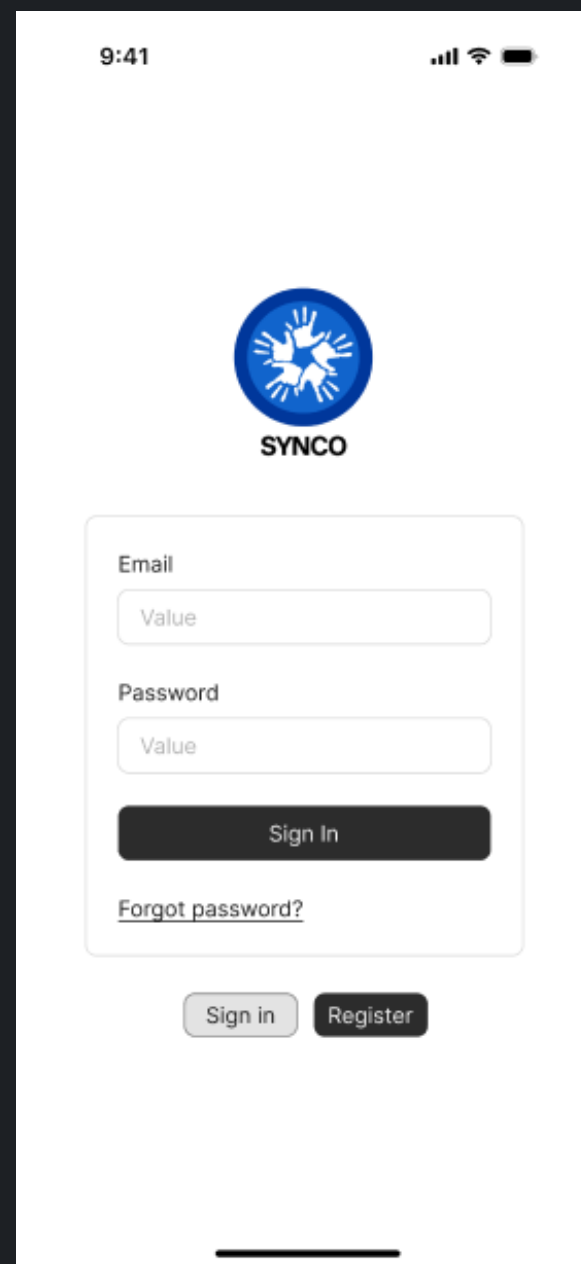 9:41
SYNCO
Email
Value
Password
Value
Sign In
Forgot password?
Sign in Register